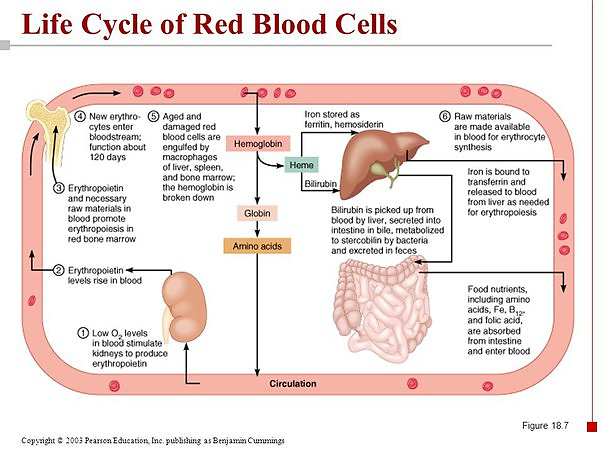 Life Cycle of Red Blood Cells
④ New erythro-
cytes enter
bloodstream;
function about
120 days
⑤ Aged and
damaged red
blood cells are
engulfed by
macrophages
of liver, spleen,
and bone marrow;
the hemoglobin is
broken down
Hemoglobin
Heme
Globin
Amino acids
Iron stored as
ferritin, hemosiderin
Bilirubin
Bilirubin is picked up from
blood by liver, secreted into
intestine in bile, metabolized
to stercobilin by bacteria
and excreted in feces
⑥ Raw materials
are made available
in blood for erythrocyte
synthesis
Iron is bound to
transferrin and
released to blood
from liver as needed
for erythropoiesis
③ Erythropoietin
and necessary
raw materials in
blood promote
erythropoiesis in
red bone marrow
② Erythropoietin
levels rise in blood
① Low O₂ levels
in blood stimulate
kidneys to produce
erythropoietin
Food nutrients,
including amino
acids, Fe, B₁₂,
and folic acid,
are absorbed
from intestine
and enter blood
Circulation
Figure 18.7
Copyright © 2003 Pearson Education, Inc. publishing as Benjamin Cummings